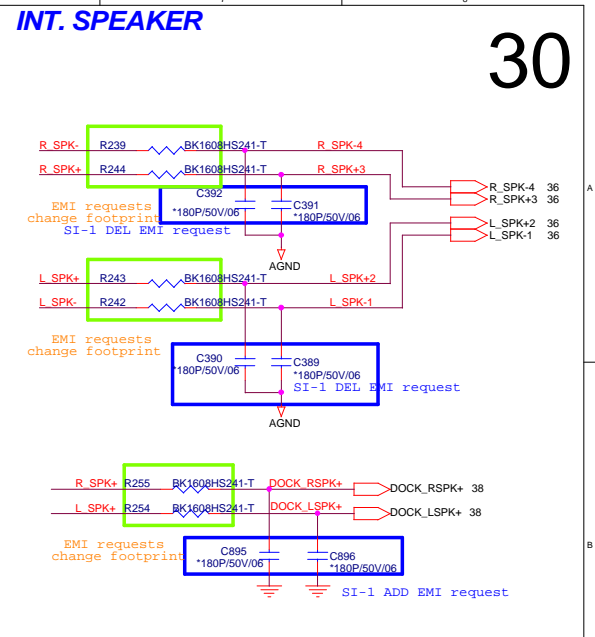 INT. SPEAKER
30
R_SPK- R239 BK1608HS241-T R_SPK-4
R_SPK+ R244 BK1608HS241-T R_SPK+3
R_SPK-4 36
R_SPK+3 36
A
C392
*180P/50V/06
C391
*180P/50V/06
EMI requests
change footprint
SI-1 DEL EMI request
L_SPK+2 36
L_SPK-1 36
AGND
L_SPK+ R243 BK1608HS241-T L_SPK+2
L_SPK- R242 BK1608HS241-T L_SPK-1
EMI requests
change footprint
C390
*180P/50V/06
C389
*180P/50V/06
SI-1 DEL EMI request
AGND
R_SPK+ R255 BK1608HS241-T DOCK_RSPK+ DOCK_RSPK+ 38
L_SPK+ R254 BK1608HS241-T DOCK_LSPK+ DOCK_LSPK+ 38
EMI requests
change footprint
B
C895
*180P/50V/06
C896
*180P/50V/06
SI-1 ADD EMI request